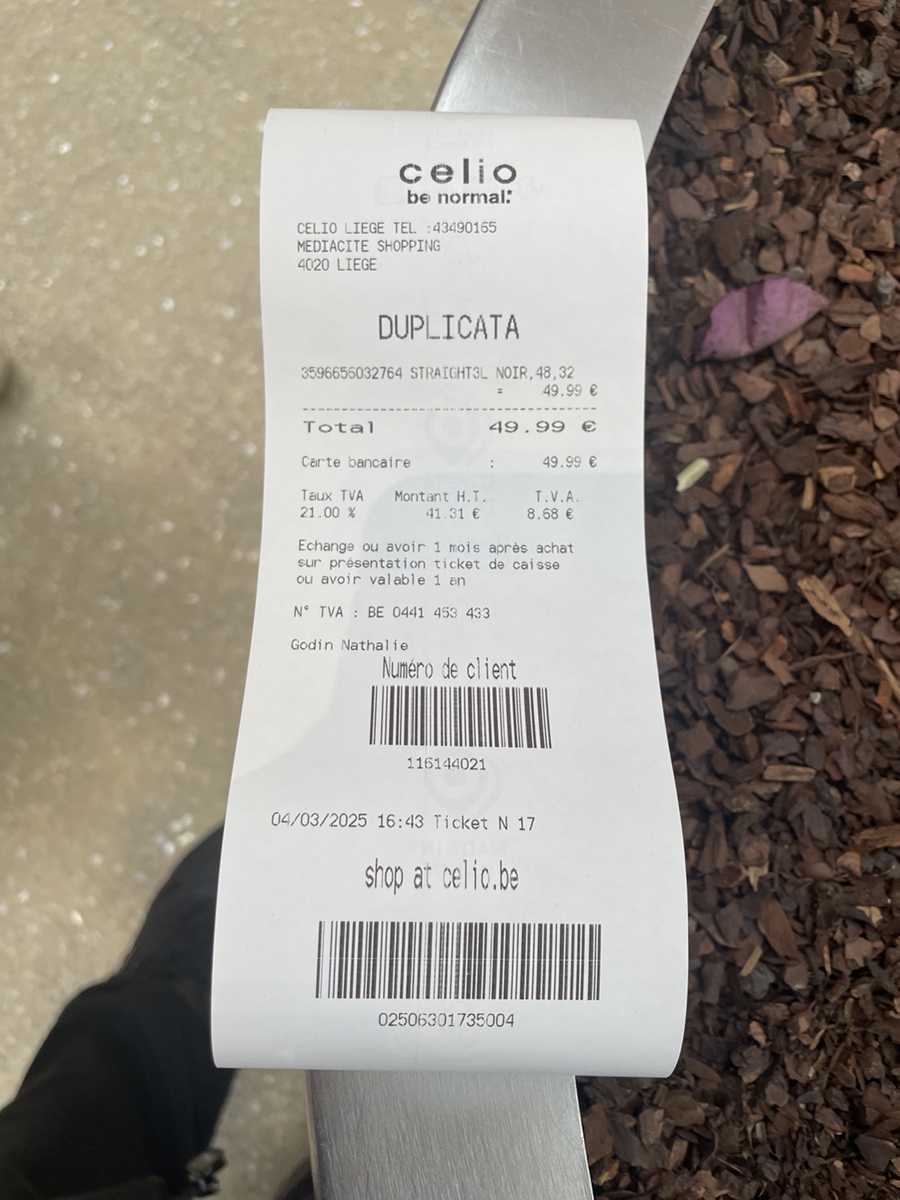 celio
be normal.*
CELIO LIEGE TEL :43490165
MEDIACITE SHOPPING
4020 LIEGE
DUPLICATA
3596656032764 STRAIGHT3L NOIR,48,32
= 49.99 €
Total 49.99 €
Carte bancaire : 49.99 €
Taux TVA Montant H.T. T.V.A.
21.00 % 41.31 € 8.68 €
Echange ou avoir 1 mois après achat
sur présentation ticket de caisse
ou avoir valable 1 an
N° TVA : BE 0441 453 433
Godin Nathalie
Numéro de client
116144021
04/03/2025 16:43 Ticket N 17
shop at celio.be
02506301735004